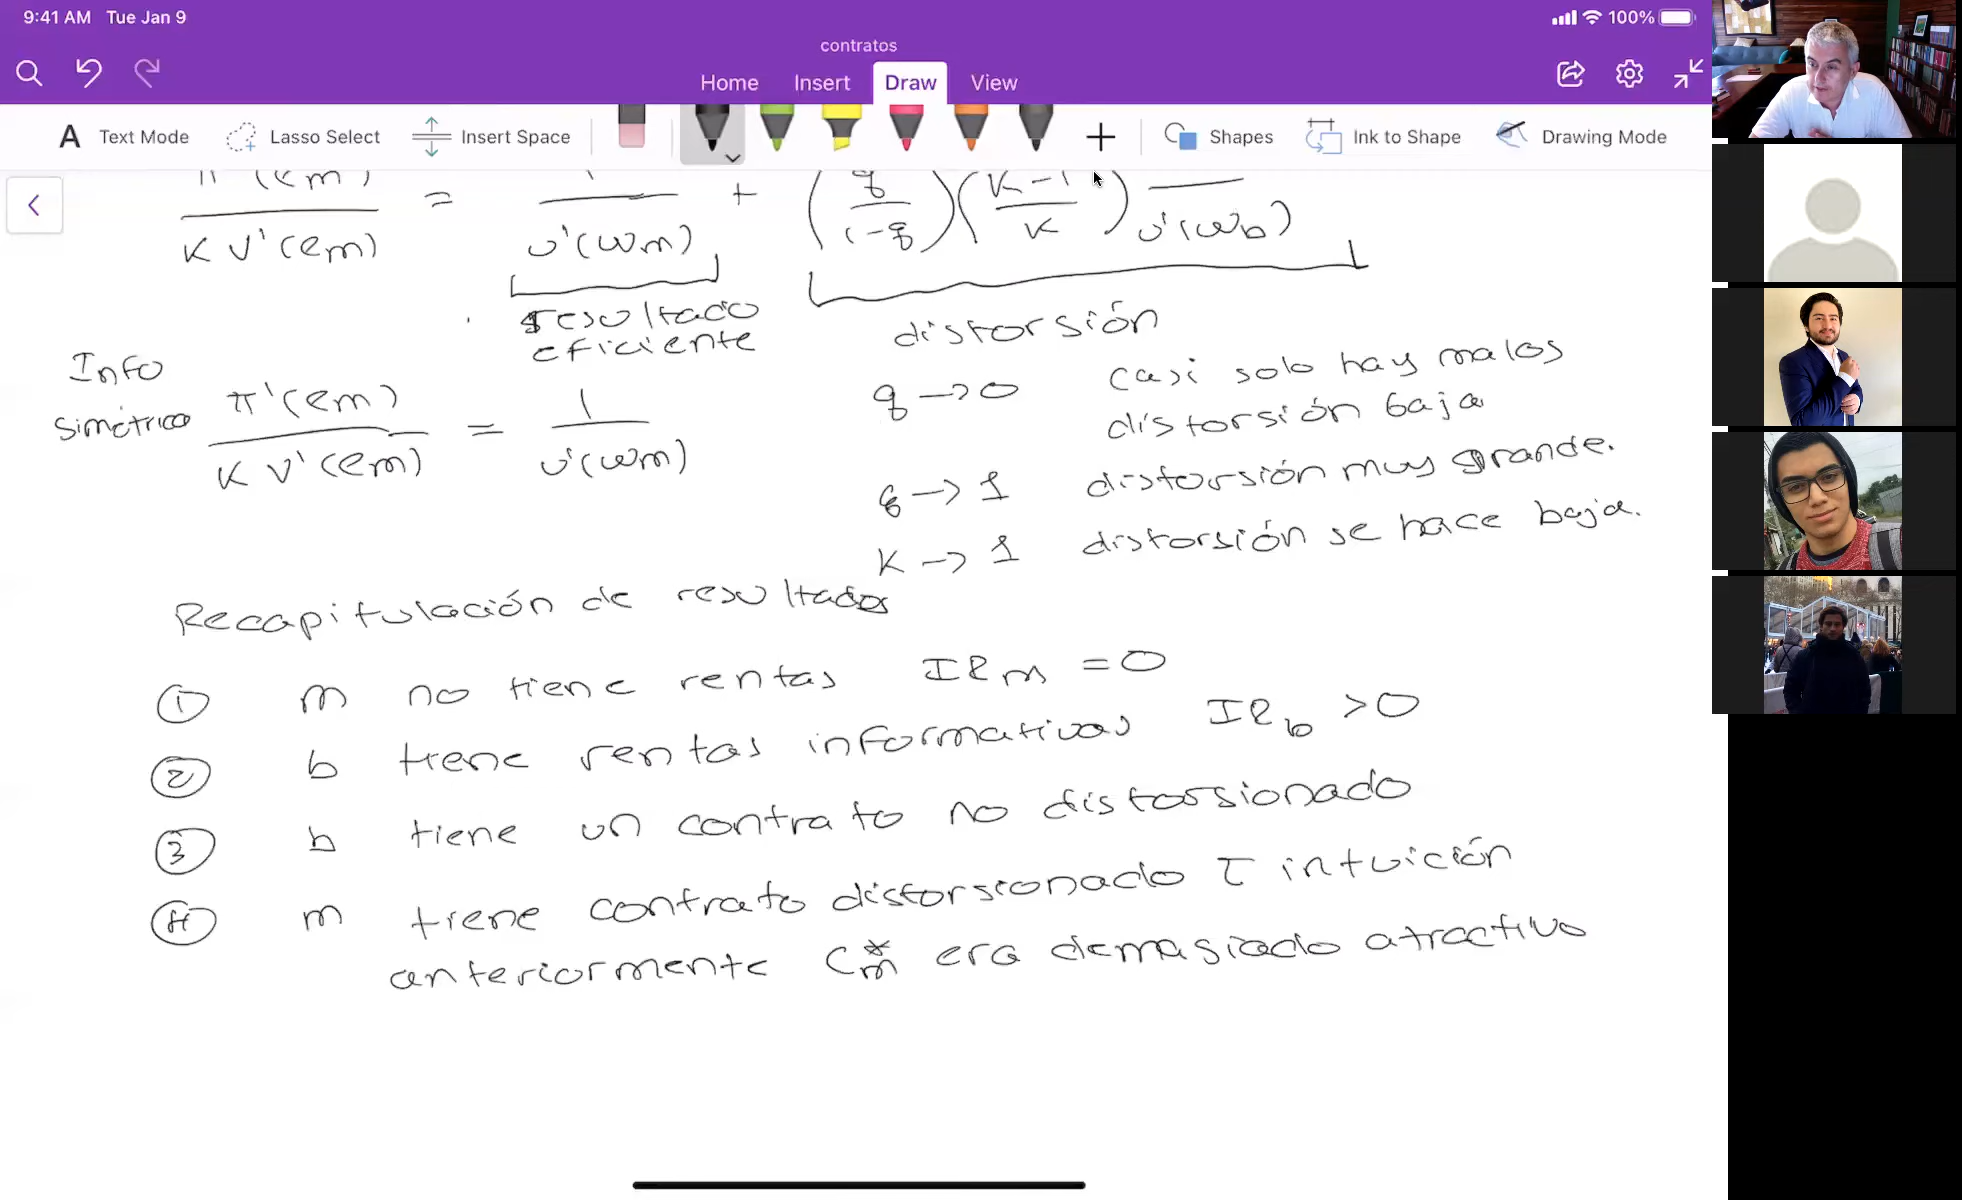 9:41 AM Tue Jan 9
100%
contratos
Home Insert Draw View
A Text Mode Lasso Select Insert Space Shapes Ink to Shape Drawing Mode
π'(em) / K V'(em) = 1 / u'(wm) + (q / 1-q)(K-1 / K) / u'(wb)
resultado
eficiente
distorsión
Info
simétrica π'(em) / K V'(em) = 1 / u'(wm)
q → 0 casi solo hay malos
distorsión baja
q → 1 distorsión muy grande.
K → 1 distorsión se hace baja.
Recapitulación de resultados
① m no tiene rentas IRm = 0
② b tiene rentas informativas IRb > 0
③ b tiene un contrato no distorsionado
④ m tiene contrato distorsionado τ intuición
anteriormente C*m era demasiado atractivo